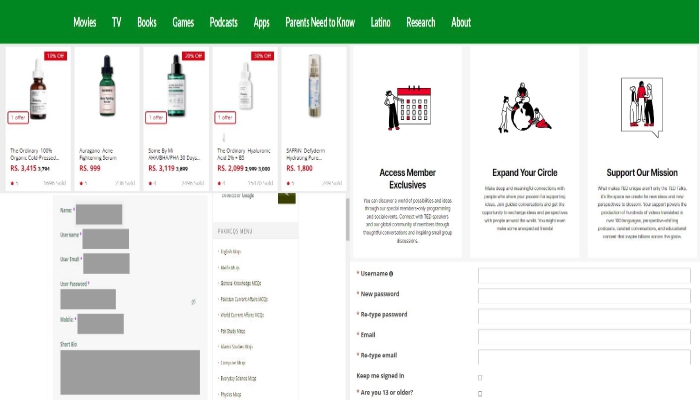 Movies TV Books Games Podcasts Apps Parents Need to Know Latino Research About
10% Off
20% Off
30% Off
1 offer
1 offer
1 offer
The Ordinary 100%
Organic Cold-Pressed...
RS. 3,415
5
Auragano Acne
Fightening Serum
RS. 999
5
Some By Mi
AHA/BHA/PHA 30 Days...
RS. 3,119 3,899
4
The Ordinary Hyaluronic
Acid 2% + B5
RS. 2,099 2,999 3,000
4
Hydrating Pure...
RS. 1,800
5
Access Member
Exclusives
You can discover a world of possibilities and ideas
through our special members-only programming
and social events. Connect with TED speakers
and our global community of members through
thoughtful conversations and inspiring small group
discussions.
Expand Your Circle
Make deep and meaningful connections with
people who share your passion for supporting
ideas. Join global conversations and get the
opportunity to exchange ideas and perspectives
with people around the world. You might even
make some unexpected friends!
Support Our Mission
What makes TED unique aren't only the TED Talks,
it's the space we create for new ideas and new
perspectives to blossom. Your support powers the
production of hundreds of videos translated in
over 100 languages, perspective-shifting
podcasts, curated conversations, and educational
content that inspire tables across the globe.
Name *
Username *
User Email *
User Password *
Mobile *
Short Bio
Google
PAKMCQS MENU
English Mcqs
Maths Mcqs
General Knowledge MCQs
Pakistan Current Affairs MCQs
World Current Affairs MCQs
Pak Study Mcqs
Islamic Studies Mcqs
Computer Mcqs
Everyday Science Mcqs
Physics Mcqs
* Username
* New password
* Re-type password
* Email
* Re-type email
Keep me signed in
* Are you 13 or older?